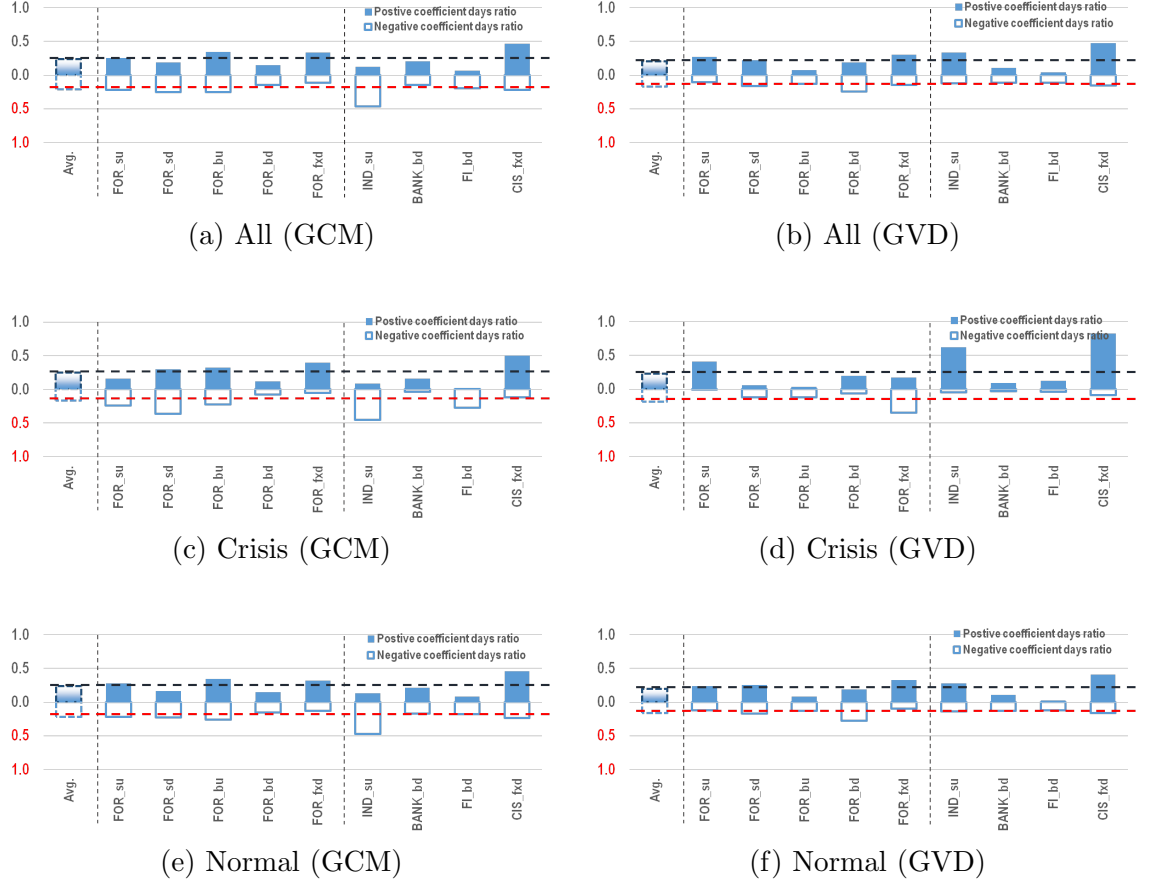 1.0
0.5
0.0
0.5
1.0
Postive coefficient days ratio
Negative coefficient days ratio
Avg.
FOR_su
FOR_sd
FOR_bu
FOR_bd
FOR_fxd
IND_su
BANK_bd
FI_bd
CIS_fxd
(a) All (GCM)
1.0
0.5
0.0
0.5
1.0
Postive coefficient days ratio
Negative coefficient days ratio
Avg.
FOR_su
FOR_sd
FOR_bu
FOR_bd
FOR_fxd
IND_su
BANK_bd
FI_bd
CIS_fxd
(b) All (GVD)
1.0
0.5
0.0
0.5
1.0
Postive coefficient days ratio
Negative coefficient days ratio
Avg.
FOR_su
FOR_sd
FOR_bu
FOR_bd
FOR_fxd
IND_su
BANK_bd
FI_bd
CIS_fxd
(c) Crisis (GCM)
1.0
0.5
0.0
0.5
1.0
Postive coefficient days ratio
Negative coefficient days ratio
Avg.
FOR_su
FOR_sd
FOR_bu
FOR_bd
FOR_fxd
IND_su
BANK_bd
FI_bd
CIS_fxd
(d) Crisis (GVD)
1.0
0.5
0.0
0.5
1.0
Postive coefficient days ratio
Negative coefficient days ratio
Avg.
FOR_su
FOR_sd
FOR_bu
FOR_bd
FOR_fxd
IND_su
BANK_bd
FI_bd
CIS_fxd
(e) Normal (GCM)
1.0
0.5
0.0
0.5
1.0
Postive coefficient days ratio
Negative coefficient days ratio
Avg.
FOR_su
FOR_sd
FOR_bu
FOR_bd
FOR_fxd
IND_su
BANK_bd
FI_bd
CIS_fxd
(f) Normal (GVD)